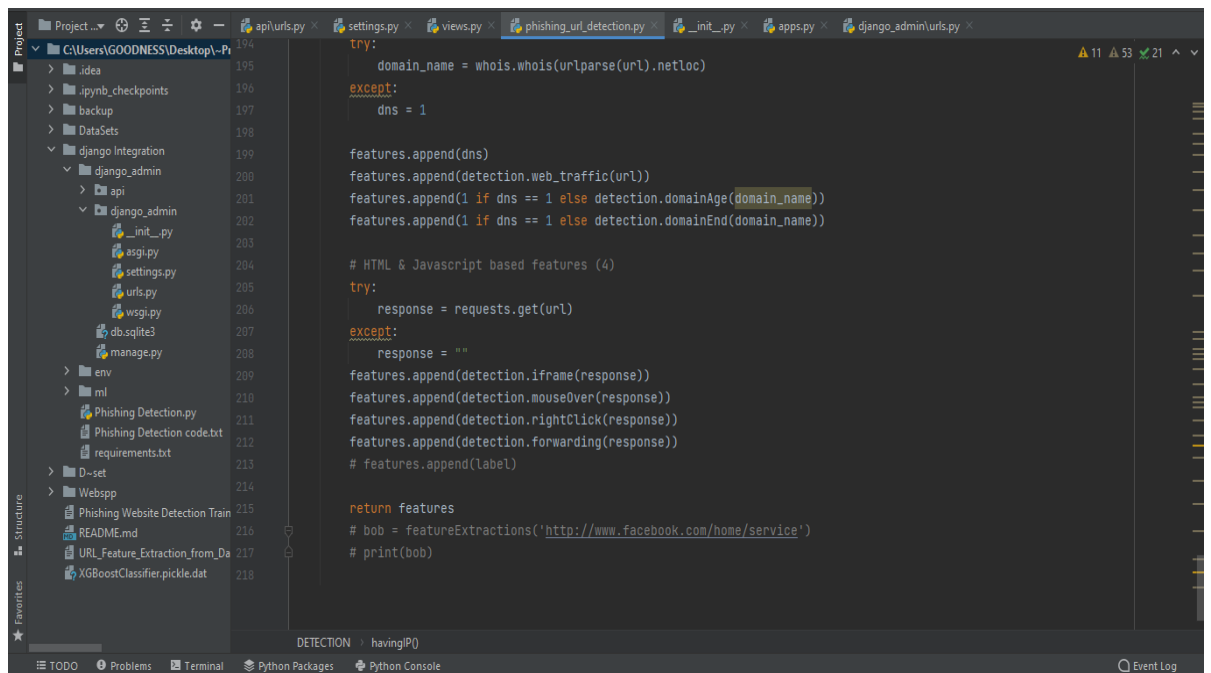 Project
Project...
api\urls.py
settings.py
views.py
phishing_url_detection.py
__init__.py
apps.py
django_admin\urls.py
C:\Users\GOODNESS\Desktop\~Pr
.idea
.ipynb_checkpoints
backup
DataSets
django Integration
django_admin
api
django_admin
__init__.py
asgi.py
settings.py
urls.py
wsgi.py
db.sqlite3
manage.py
env
ml
Phishing Detection.py
Phishing Detection code.txt
requirements.txt
D~set
Webspp
Phishing Website Detection Train
README.md
URL_Feature_Extraction_from_Da
XGBoostClassifier.pickle.dat
Structure
Favorites
11 53 21
194 try:
195 domain_name = whois.whois(urlparse(url).netloc)
196 except:
197 dns = 1
198
199 features.append(dns)
200 features.append(detection.web_traffic(url))
201 features.append(1 if dns == 1 else detection.domainAge(domain_name))
202 features.append(1 if dns == 1 else detection.domainEnd(domain_name))
203
204 # HTML & Javascript based features (4)
205 try:
206 response = requests.get(url)
207 except:
208 response = ""
209 features.append(detection.iframe(response))
210 features.append(detection.mouseOver(response))
211 features.append(detection.rightClick(response))
212 features.append(detection.forwarding(response))
213 # features.append(label)
214
215 return features
216 # bob = featureExtractions('http://www.facebook.com/home/service')
217 # print(bob)
218
DETECTION > havingIP()
TODO
Problems
Terminal
Python Packages
Python Console
Event Log